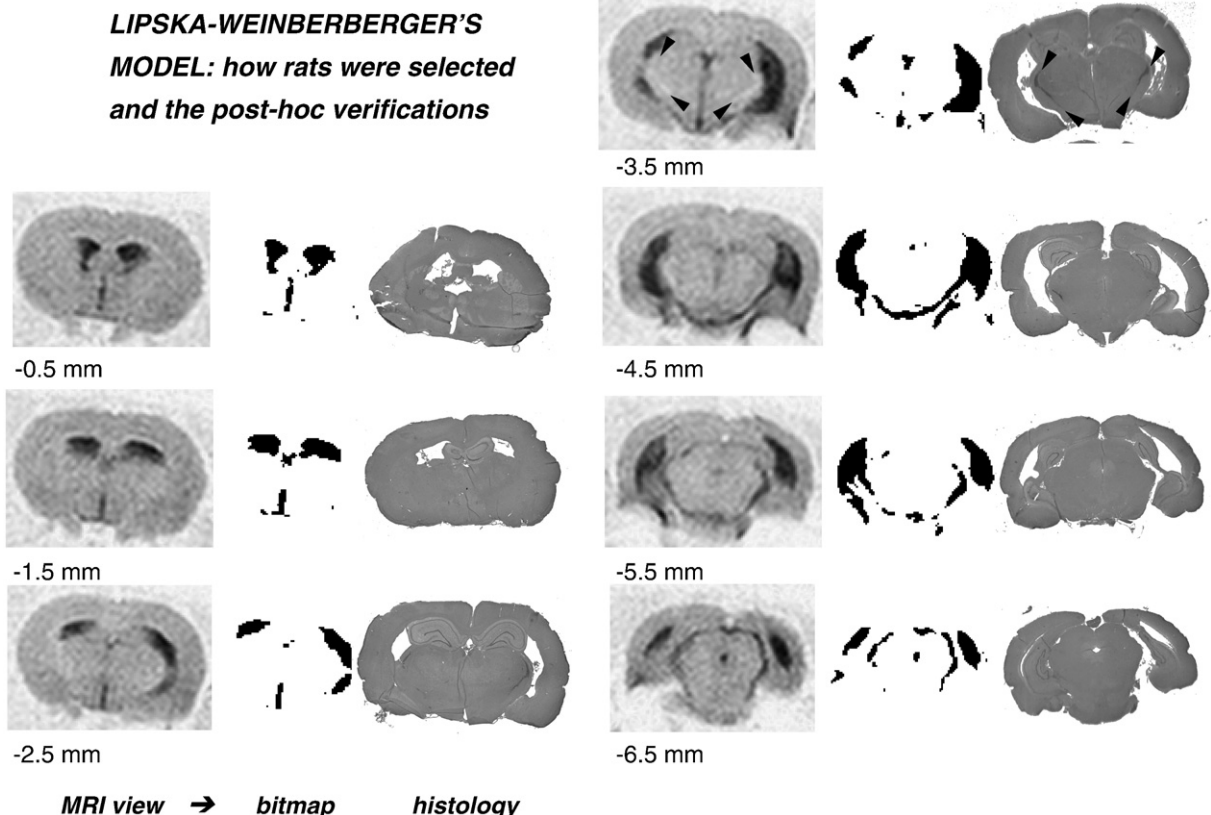 LIPSKA-WEINBERBERGER'S
MODEL: how rats were selected
and the post-hoc verifications
-0.5 mm
-1.5 mm
-2.5 mm
-3.5 mm
-4.5 mm
-5.5 mm
-6.5 mm
MRI view → bitmap histology